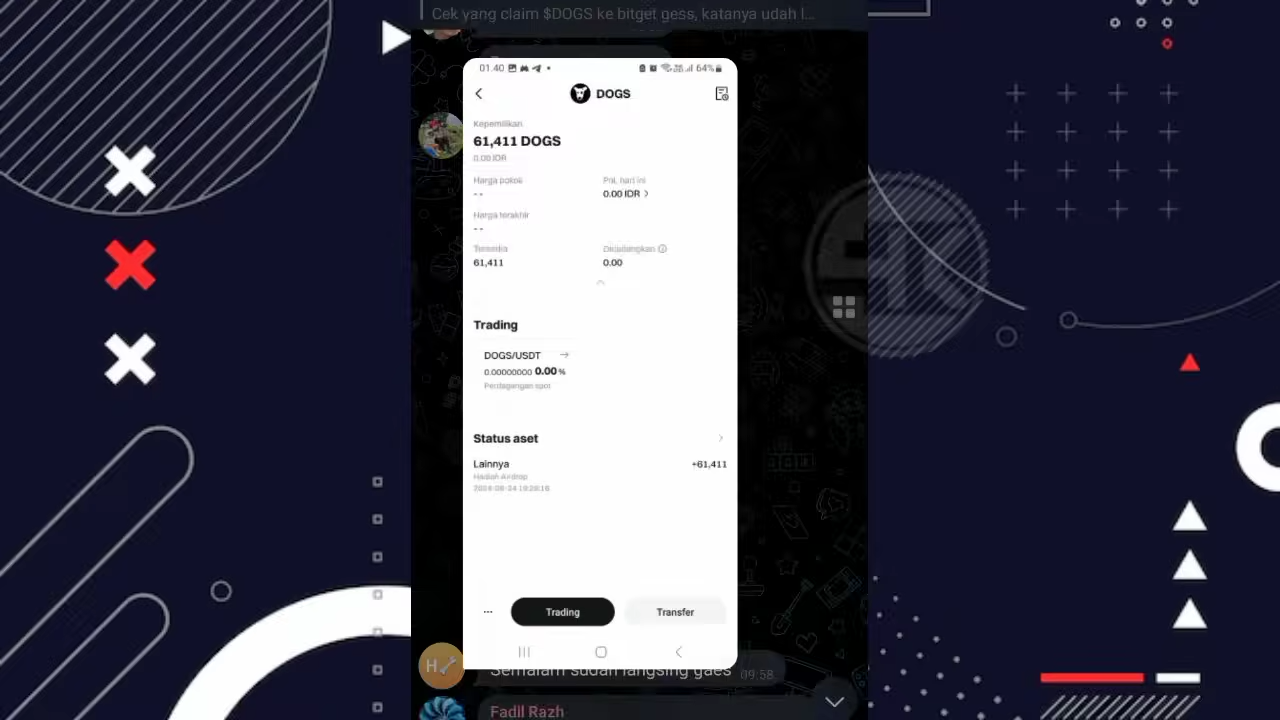 Cek yang claim $DOGS ke bitget gess, katanya udah l...
01.40
64%
DOGS
Kepemilikan
61,411 DOGS
0.00 IDR
Harga pokok
PnL hari ini
- -
0.00 IDR >
Harga terakhir
- -
Tersedia
Dicadangkan
61,411
0.00
Trading
DOGS/USDT →
0.00000000 0.00 %
Perdagangan spot
Status aset
Lainnya
+61,411
Hadiah Airdrop
Trading
Transfer
Semalam sudah langsing gaes
09:58
H
Fadil Razh